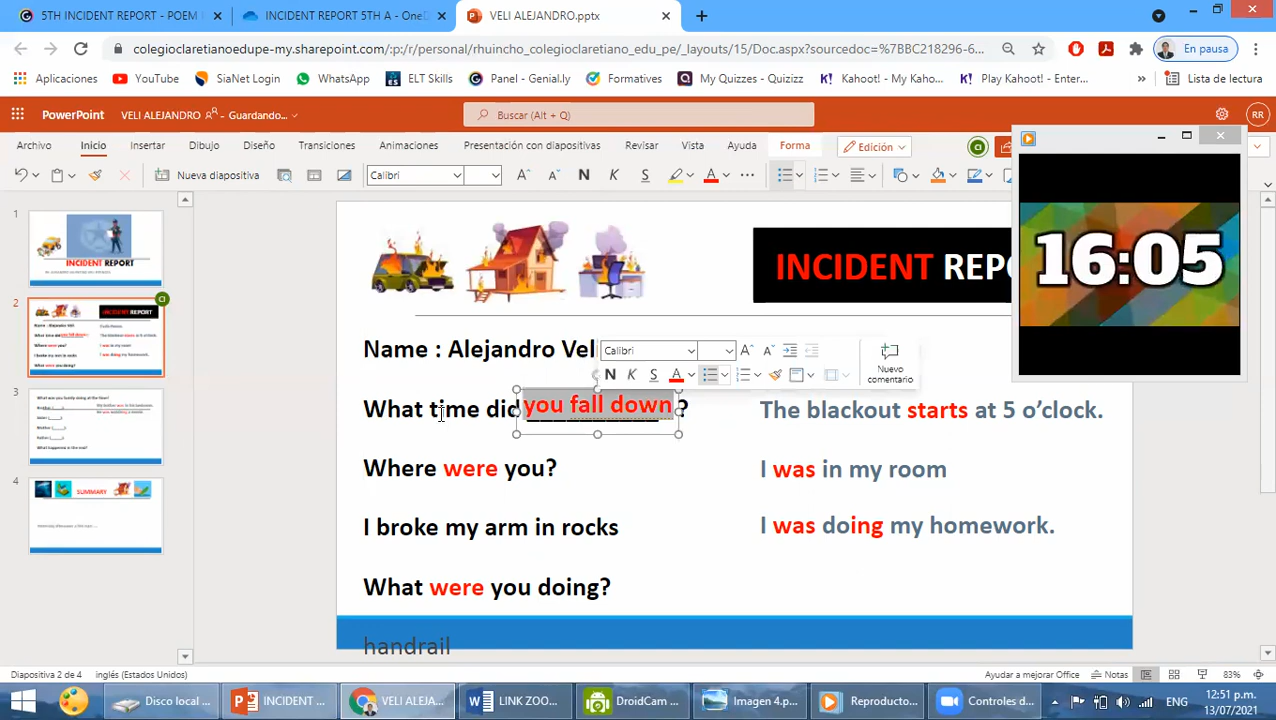 5TH INCIDENT REPORT - POEM V
INCIDENT REPORT 5TH A - OneD
VELI ALEJANDRO.pptx
colegioclaretianoedupe-my.sharepoint.com/:p:/r/personal/rhuincho_colegioclaretiano_edu_pe/_layouts/15/Doc.aspx?sourcedoc=%7BBC218296-6...
En pausa
Aplicaciones
YouTube
SiaNet Login
WhatsApp
ELT Skills
Panel - Genial.ly
Formatives
My Quizzes - Quizizz
Kahoot! - My Kaho...
Play Kahoot! - Enter...
»
Lista de lectura
PowerPoint
VELI ALEJANDRO - Guardando...
Buscar (Alt + Q)
RR
Archivo
Inicio
Insertar
Dibujo
Diseño
Transiciones
Animaciones
Presentación con diapositivas
Revisar
Vista
Ayuda
Forma
Edición
Nueva diapositiva
Calibri
N K S A
16:05
1
INCIDENT REPORT
2
INCIDENT REPORT
3
4
SUMMARY
INCIDENT REPO
Name : Alejandro Vel
Calibri
N K S A
Nuevo
comentario
What time did you fall down ?
The blackout starts at 5 o'clock.
Where were you?
I was in my room
I broke my arm in rocks
I was doing my homework.
What were you doing?
handrail
Diapositiva 2 de 4
inglés (Estados Unidos)
Ayudar a mejorar Office
Notas
83%
Disco local ...
INCIDENT ...
VELI ALEJA...
LINK ZOO...
DroidCam ...
Imagen 4.p...
Reproducto...
Controles d...
ENG
12:51 p.m.
13/07/2021